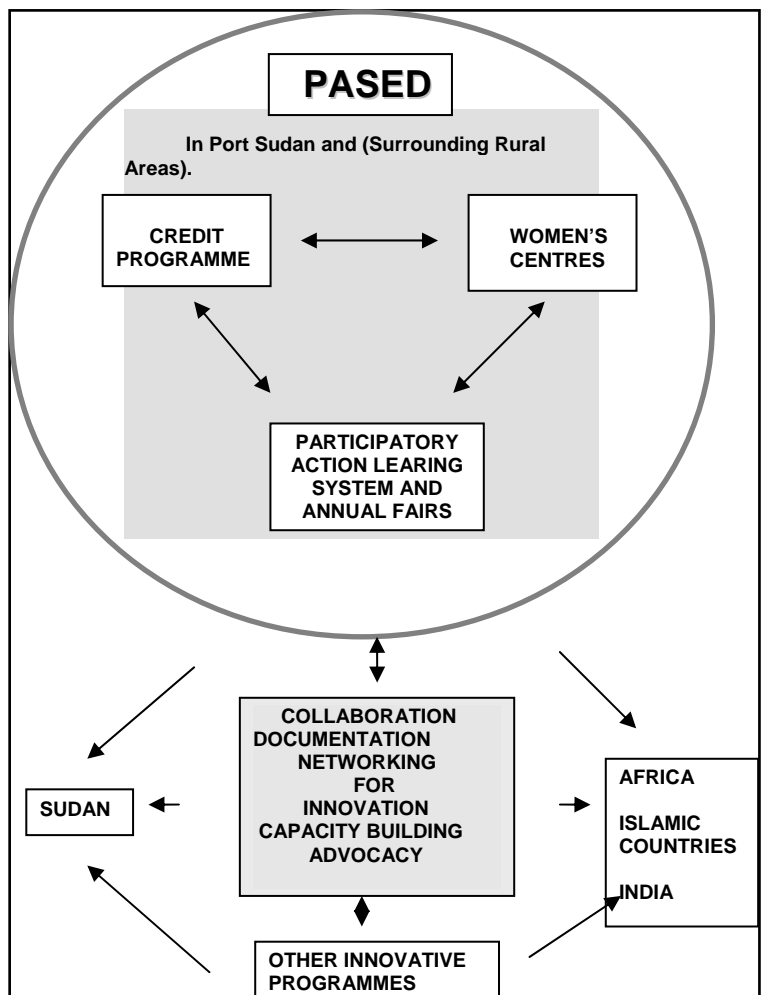 PASED
In Port Sudan and (Surrounding Rural
Areas).
CREDIT
PROGRAMME
WOMEN'S
CENTRES
PARTICIPATORY
ACTION LEARING
SYSTEM AND
ANNUAL FAIRS
COLLABORATION
DOCUMENTATION
NETWORKING
FOR
INNOVATION
CAPACITY BUILDING
ADVOCACY
SUDAN
AFRICA
ISLAMIC
COUNTRIES
INDIA
OTHER INNOVATIVE
PROGRAMMES